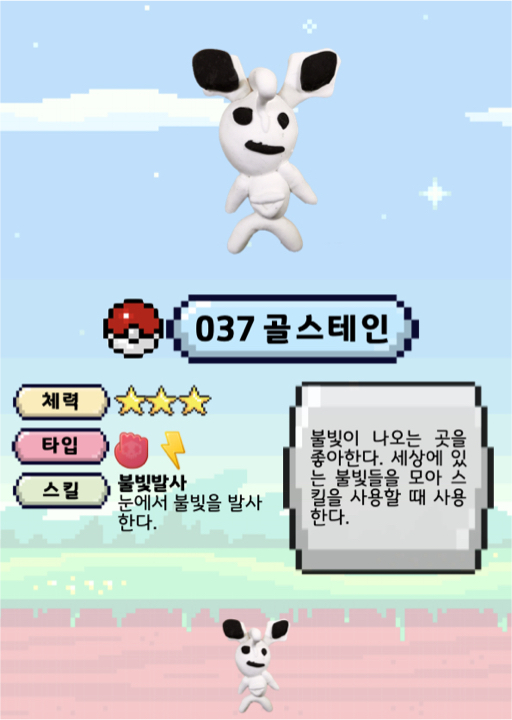 037 골스테인
체력
타입
스킬
불빛발사
눈에서 불빛을 발사
한다.
불빛이 나오는 곳을
좋아한다. 세상에 있
는 불빛들을 모아 스
킬을 사용할 때 사용
한다.